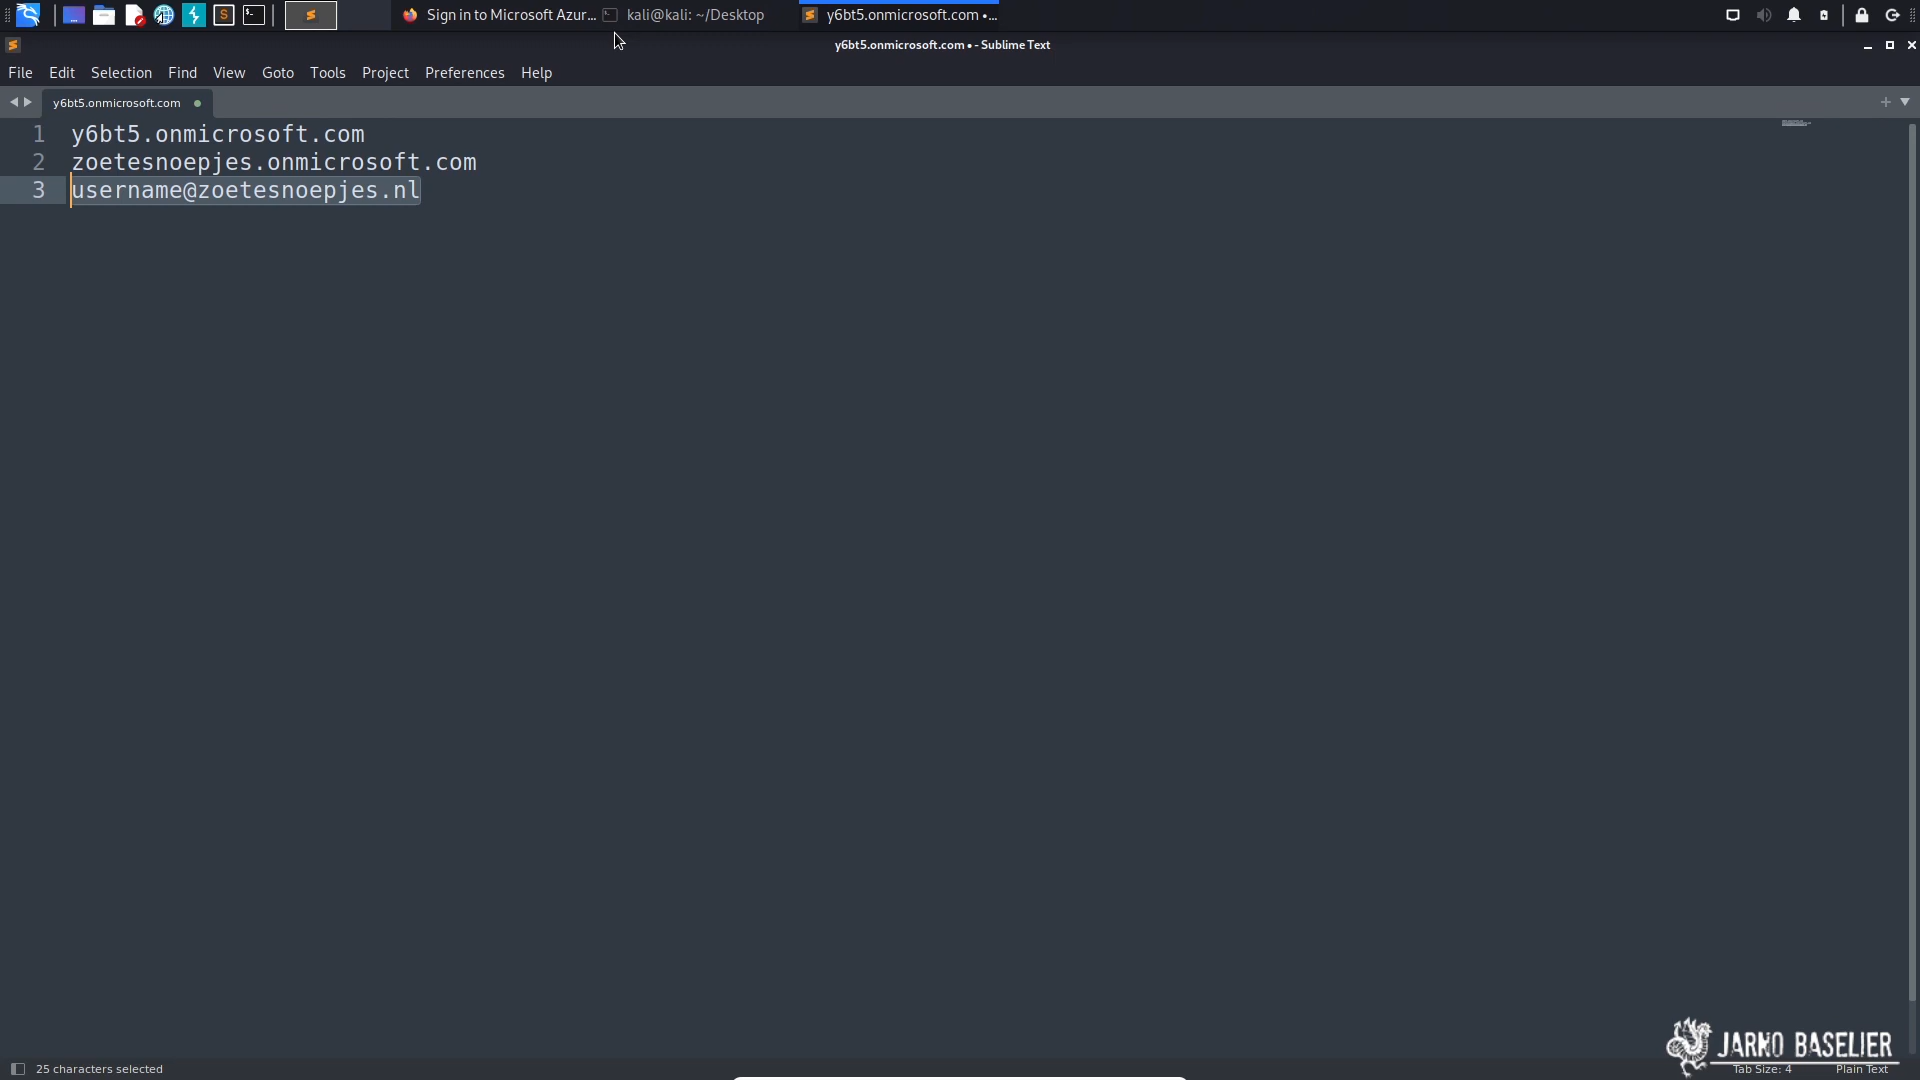 Sign in to Microsoft Azur... kali@kali: ~/Desktop y6bt5.onmicrosoft.com •...
y6bt5.onmicrosoft.com • - Sublime Text
File Edit Selection Find View Goto Tools Project Preferences Help
y6bt5.onmicrosoft.com
1 y6bt5.onmicrosoft.com
2 zoetesnoepjes.onmicrosoft.com
3 username@zoetesnoepjes.nl
JARNO BASELIER
25 characters selected Tab Size: 4 Plain Text